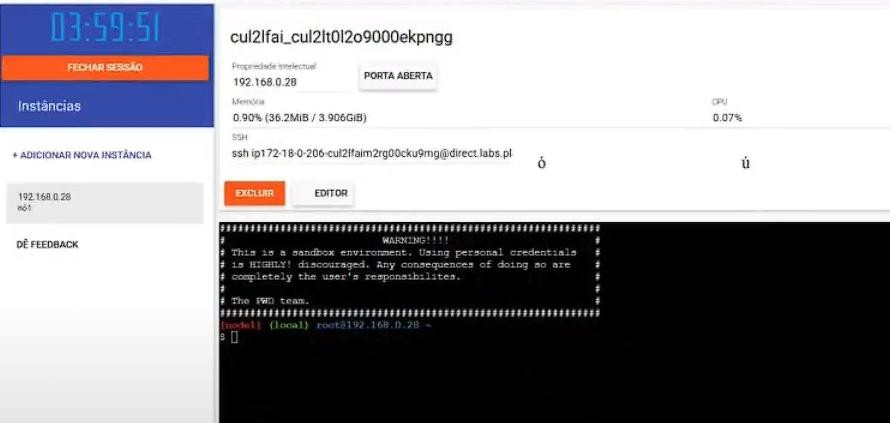 03:59:51
FECHAR SESSÃO
Instâncias
+ ADICIONAR NOVA INSTÂNCIA
192.168.0.28
nó1
DÊ FEEDBACK
cul2lfai_cul2lt0l2o9000ekpngg
Propriedade Intelectual
192.168.0.28
PORTA ABERTA
Memória
CPU
0.90% (36.2MiB / 3.906GiB)
0.07%
SSH
ssh ip172-18-0-206-cul2lfaim2rg00cku9mg@direct.labs.pl
ó ú
EXCLUIR
EDITOR
###############################################################
# WARNING!!!! #
# This is a sandbox environment. Using personal credentials #
# is HIGHLY! discouraged. Any consequences of doing so are #
# completely the user's responsibilites. #
# #
# The PWD team. #
###############################################################
[node1] (local) root@192.168.0.28 ~
$